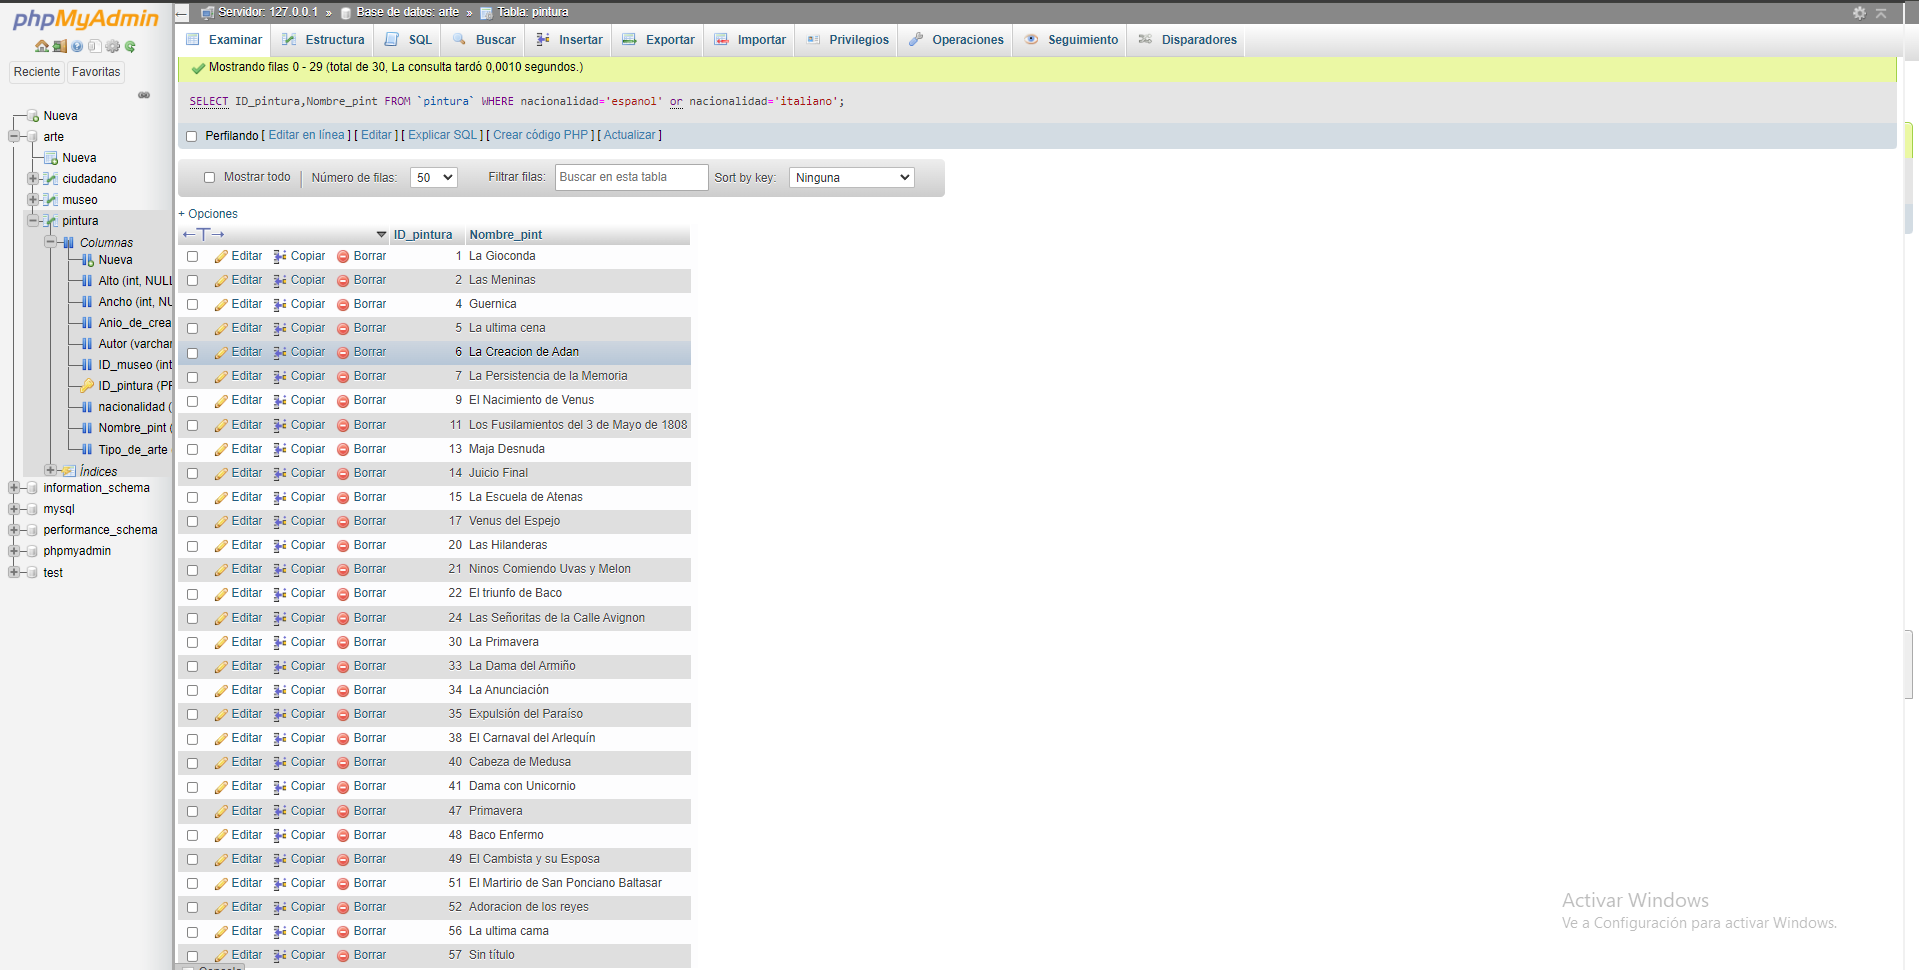 phpMyAdmin
Reciente Favoritas
Nueva
arte
Nueva
ciudadano
museo
pintura
Columnas
Nueva
Alto (int, NULL
Ancho (int, NU
Anio_de_crea
Autor (varchar
ID_museo (int
ID_pintura (PR
nacionalidad (
Nombre_pint (
Tipo_de_arte
Índices
information_schema
mysql
performance_schema
phpmyadmin
test
Servidor: 127.0.0.1 » Base de datos: arte » Tabla: pintura
Examinar Estructura SQL Buscar Insertar Exportar Importar Privilegios Operaciones Seguimiento Disparadores
Mostrando filas 0 - 29 (total de 30, La consulta tardó 0,0010 segundos.)
SELECT ID_pintura,Nombre_pint FROM `pintura` WHERE nacionalidad='espanol' or nacionalidad='italiano';
Perfilando [ Editar en línea ] [ Editar ] [ Explicar SQL ] [ Crear código PHP ] [ Actualizar ]
Mostrar todo Número de filas: 50 Filtrar filas: Buscar en esta tabla Sort by key: Ninguna
+ Opciones
←T→ ID_pintura Nombre_pint
Editar Copiar Borrar 1 La Gioconda
Editar Copiar Borrar 2 Las Meninas
Editar Copiar Borrar 4 Guernica
Editar Copiar Borrar 5 La ultima cena
Editar Copiar Borrar 6 La Creacion de Adan
Editar Copiar Borrar 7 La Persistencia de la Memoria
Editar Copiar Borrar 9 El Nacimiento de Venus
Editar Copiar Borrar 11 Los Fusilamientos del 3 de Mayo de 1808
Editar Copiar Borrar 13 Maja Desnuda
Editar Copiar Borrar 14 Juicio Final
Editar Copiar Borrar 15 La Escuela de Atenas
Editar Copiar Borrar 17 Venus del Espejo
Editar Copiar Borrar 20 Las Hilanderas
Editar Copiar Borrar 21 Ninos Comiendo Uvas y Melon
Editar Copiar Borrar 22 El triunfo de Baco
Editar Copiar Borrar 24 Las Señoritas de la Calle Avignon
Editar Copiar Borrar 30 La Primavera
Editar Copiar Borrar 33 La Dama del Armiño
Editar Copiar Borrar 34 La Anunciación
Editar Copiar Borrar 35 Expulsión del Paraíso
Editar Copiar Borrar 38 El Carnaval del Arlequín
Editar Copiar Borrar 40 Cabeza de Medusa
Editar Copiar Borrar 41 Dama con Unicornio
Editar Copiar Borrar 47 Primavera
Editar Copiar Borrar 48 Baco Enfermo
Editar Copiar Borrar 49 El Cambista y su Esposa
Editar Copiar Borrar 51 El Martirio de San Ponciano Baltasar
Editar Copiar Borrar 52 Adoracion de los reyes
Editar Copiar Borrar 56 La ultima cama
Editar Copiar Borrar 57 Sin título
Activar Windows
Ve a Configuración para activar Windows.